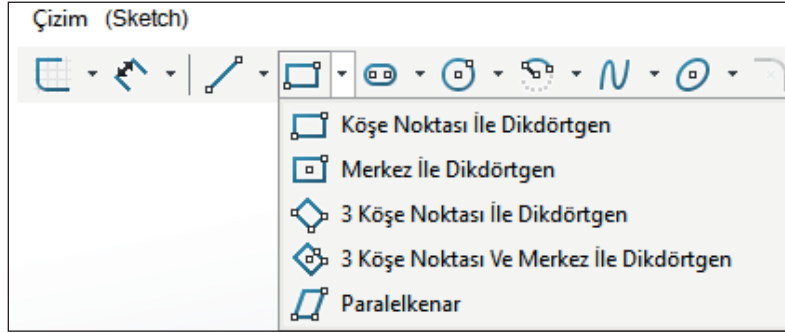 Çizim (Sketch)
Köşe Noktası İle Dikdörtgen
Merkez İle Dikdörtgen
3 Köşe Noktası İle Dikdörtgen
3 Köşe Noktası Ve Merkez İle Dikdörtgen
Paralelkenar